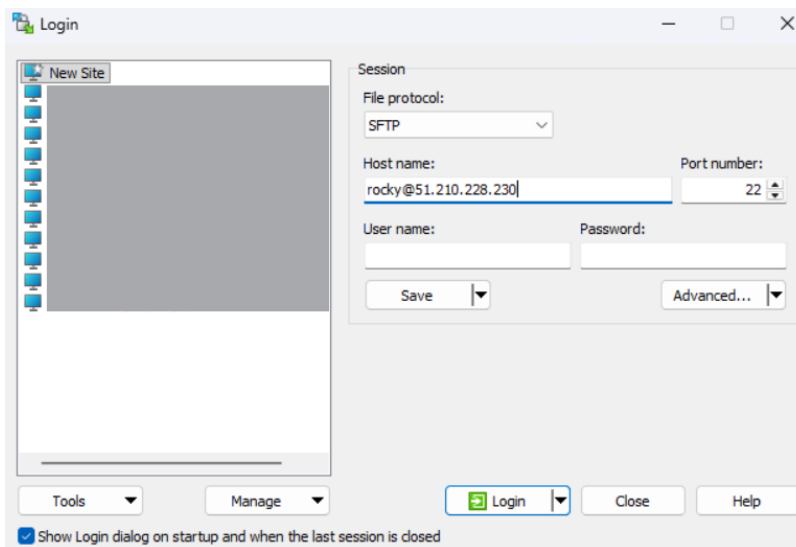 Login
New Site
Session
File protocol:
SFTP
Host name: Port number:
rocky@51.210.228.230 22
User name: Password:
Save Advanced...
Tools Manage Login Close Help
Show Login dialog on startup and when the last session is closed